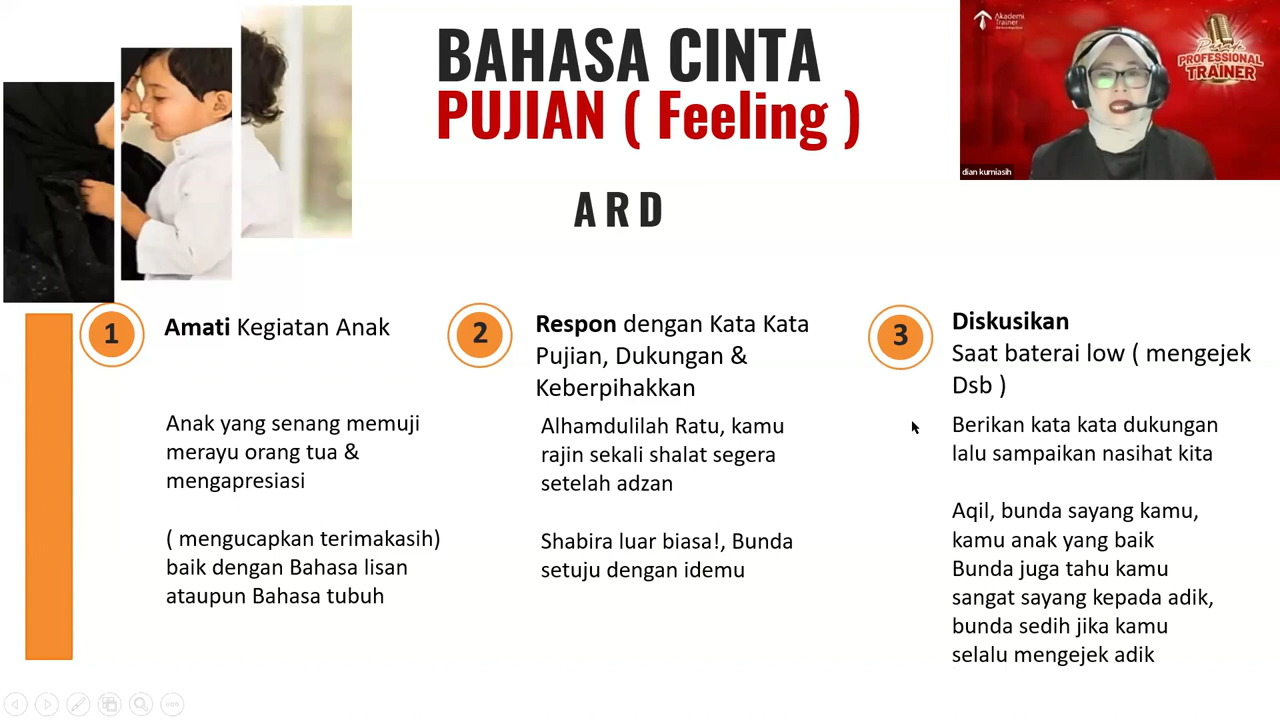 BAHASA CINTA
PUJIAN ( Feeling )
A R D
Akademi
Trainer
PROFESSIONAL
TRAINER
dian kurniasih
1
Amati Kegiatan Anak
Anak yang senang memuji
merayu orang tua &
mengapresiasi
( mengucapkan terimakasih)
baik dengan Bahasa lisan
ataupun Bahasa tubuh
2
Respon dengan Kata Kata
Pujian, Dukungan &
Keberpihakkan
Alhamdulilah Ratu, kamu
rajin sekali shalat segera
setelah adzan
Shabira luar biasa!, Bunda
setuju dengan idemu
3
Diskusikan
Saat baterai low ( mengejek
Dsb )
Berikan kata kata dukungan
lalu sampaikan nasihat kita
Aqil, bunda sayang kamu,
kamu anak yang baik
Bunda juga tahu kamu
sangat sayang kepada adik,
bunda sedih jika kamu
selalu mengejek adik